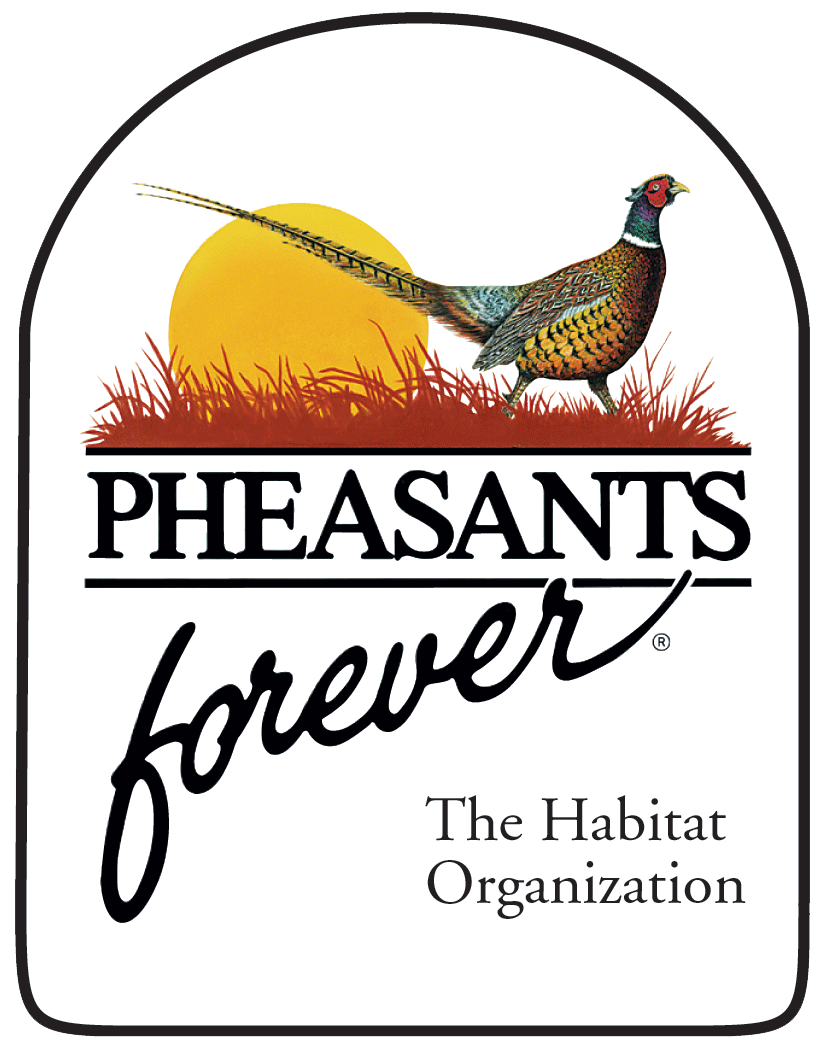 PHEASANTS
forever®
The Habitat
Organization